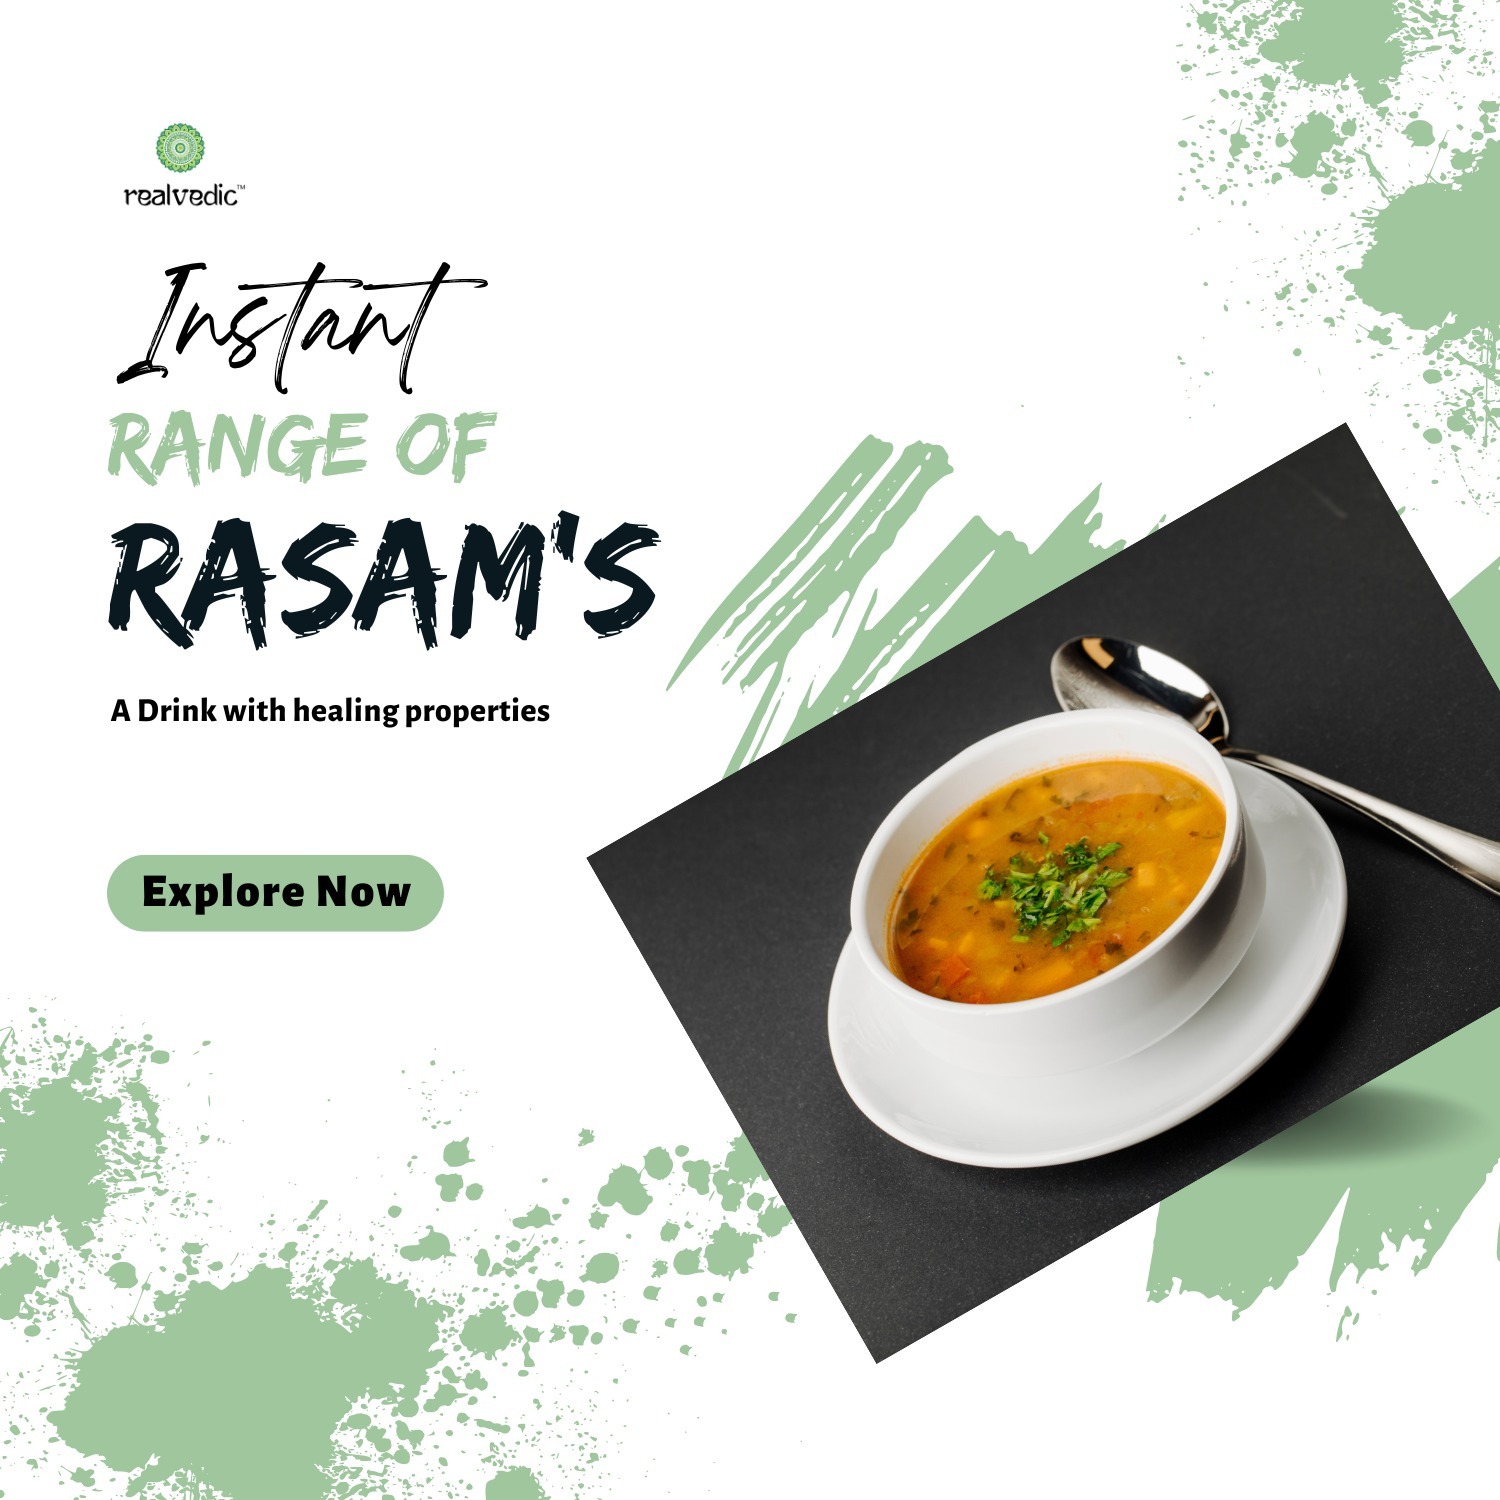 realvedic™
Instant
RANGE OF
RASAM'S
A Drink with healing properties
Explore Now